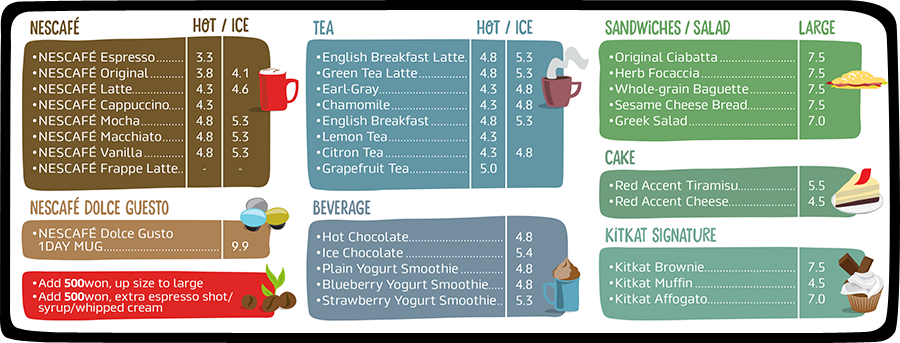 NESCAFÉ HOT / ICE
•NESCAFÉ Espresso........ 3.3
•NESCAFÉ Original......... 3.8 4.1
•NESCAFÉ Latte.............. 4.3 4.6
•NESCAFÉ Cappuccino.... 4.3
•NESCAFÉ Mocha........... 4.8 5.3
•NESCAFÉ Macchiato...... 4.8 5.3
•NESCAFÉ Vanilla............ 4.8 5.3
•NESCAFÉ Frappe Latte.. - -
NESCAFÉ DOLCE GUESTO
•NESCAFÉ Dolce Gusto
1DAY MUG..................... 9.9
•Add 500won, up size to large
•Add 500won, extra espresso shot/
syrup/whipped cream
TEA HOT / ICE
•English Breakfast Latte. 4.8 5.3
•Green Tea Latte............ 4.8 5.3
•Earl-Gray...................... 4.3 4.8
•Chamomile................... 4.3 4.8
•English Breakfast.......... 4.8 5.3
•Lemon Tea................... 4.3
•Citron Tea..................... 4.3 4.8
•Grapefruit Tea.............. 5.0
BEVERAGE
•Hot Chocolate...................... 4.8
•Ice Chocolate....................... 5.4
•Plain Yogurt Smoothie.......... 4.8
•Blueberry Yogurt Smoothie... 4.8
•Strawberry Yogurt Smoothie.. 5.3
SANDWICHES / SALAD LARGE
•Original Ciabatta.................. 7.5
•Herb Focaccia...................... 7.5
•Whole-grain Baguette.......... 7.5
•Sesame Cheese Bread.......... 7.5
•Greek Salad......................... 7.0
CAKE
•Red Accent Tiramisu............ 5.5
•Red Accent Cheese.............. 4.5
KITKAT SIGNATURE
•Kitkat Brownie..................... 7.5
•Kitkat Muffin....................... 4.5
•Kitkat Affogato.................... 7.0